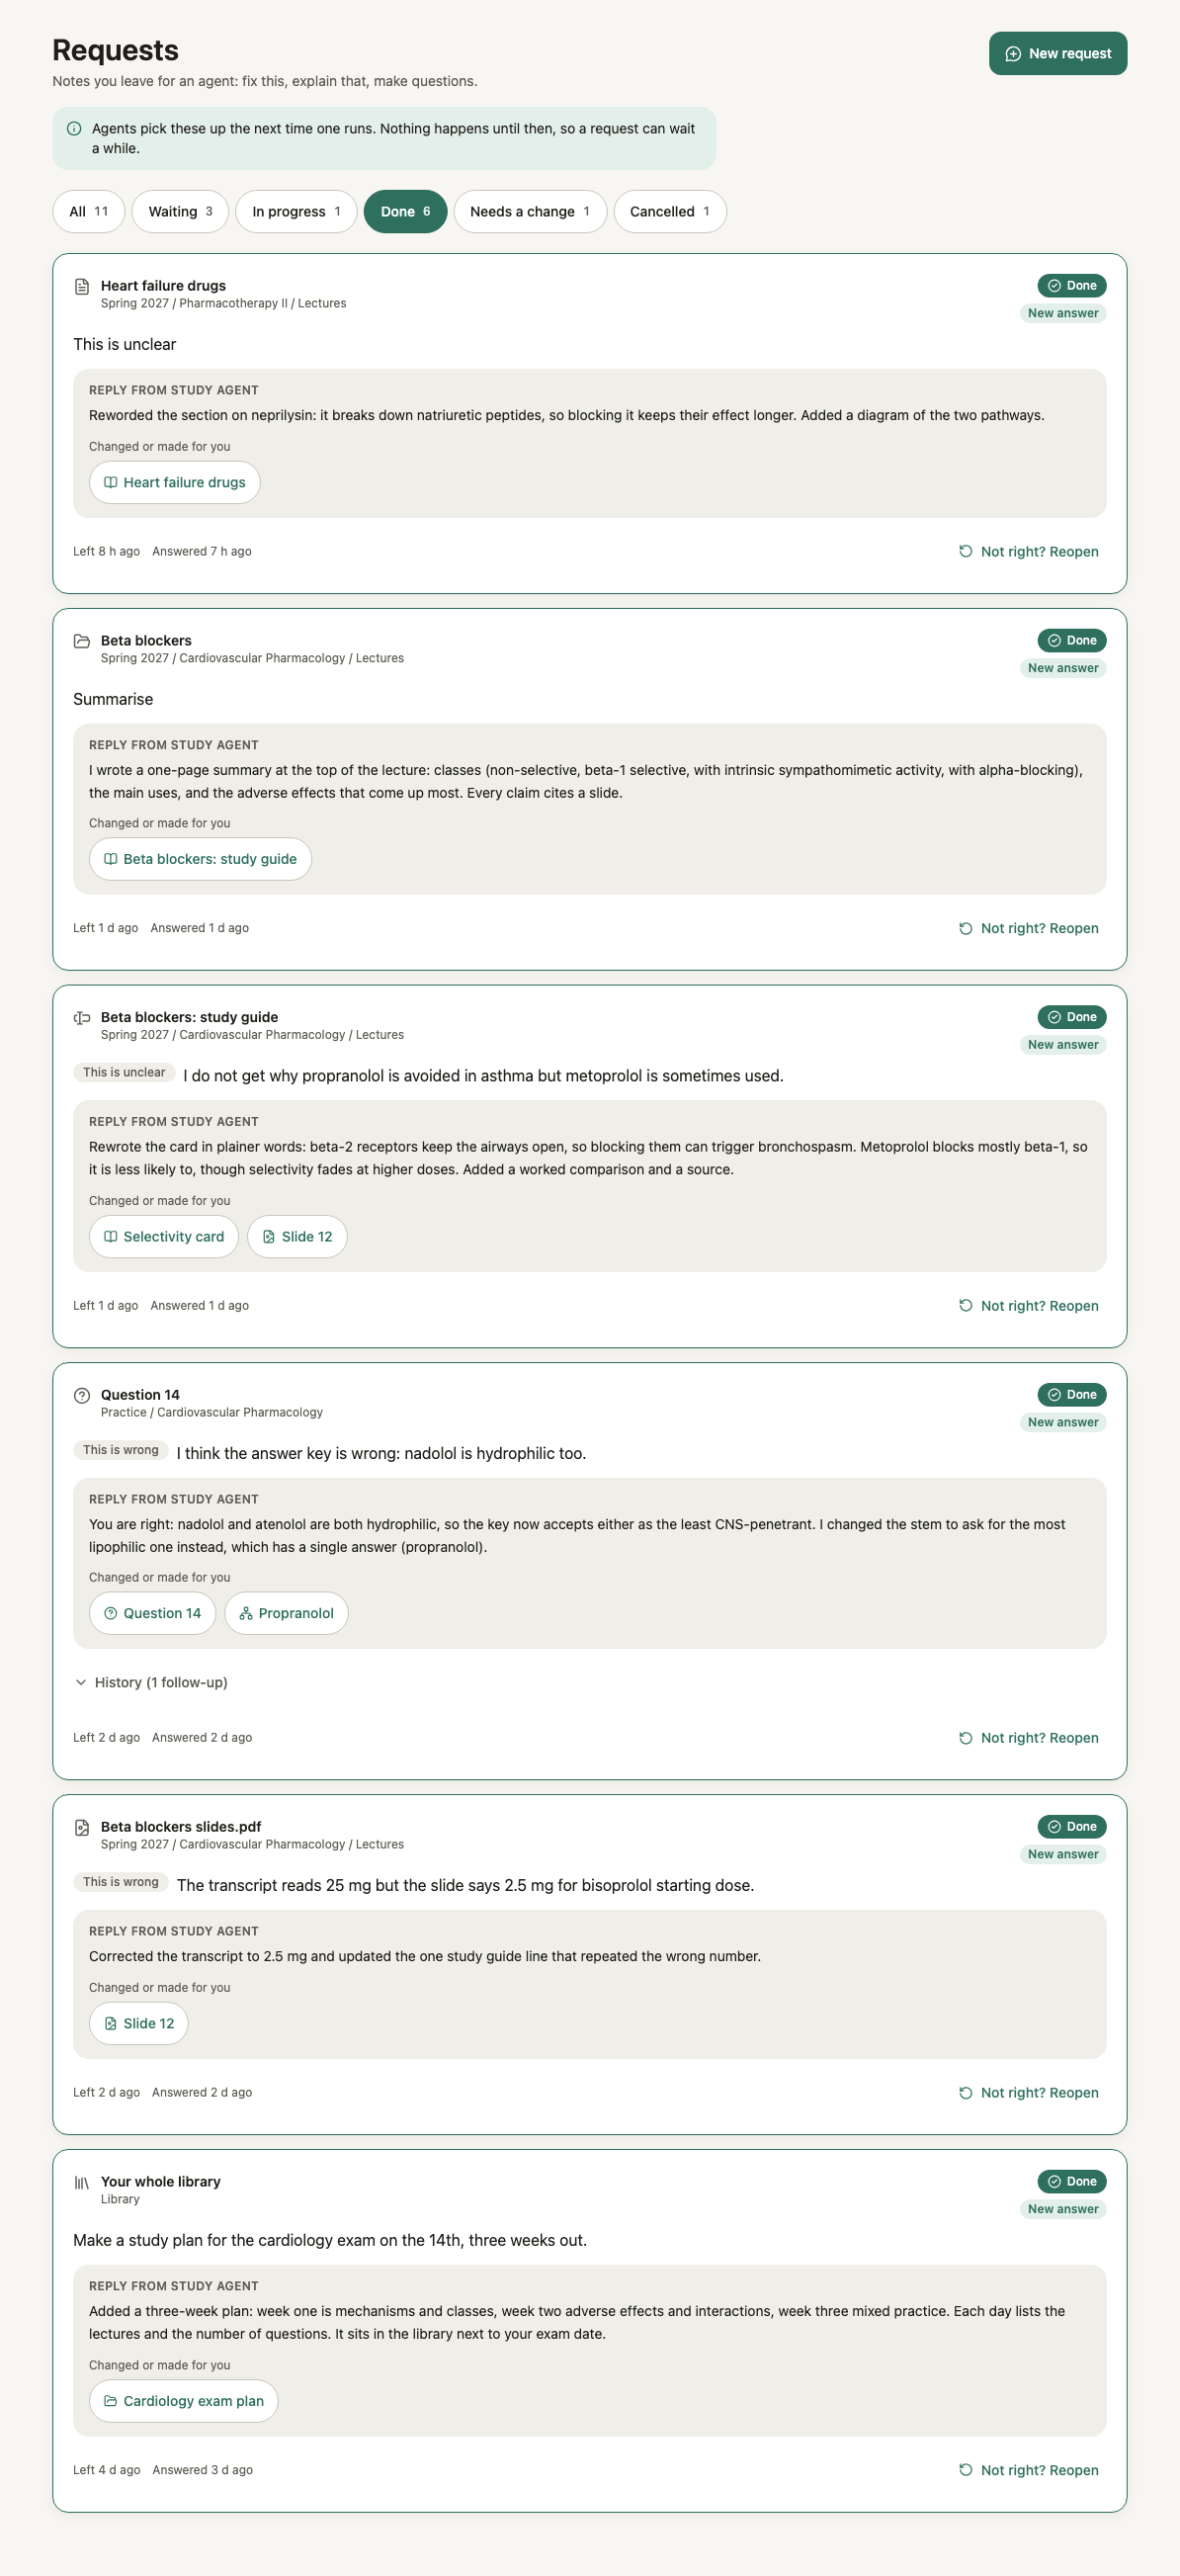 Requests
New request
Notes you leave for an agent: fix this, explain that, make questions.
Agents pick these up the next time one runs. Nothing happens until then, so a request can wait
a while.
All 11
Waiting 3
In progress 1
Done 6
Needs a change 1
Cancelled 1
Heart failure drugs
Spring 2027 / Pharmacotherapy II / Lectures
Done
New answer
This is unclear
REPLY FROM STUDY AGENT
Reworded the section on neprilysin: it breaks down natriuretic peptides, so blocking it keeps their effect longer. Added a diagram of the two pathways.
Changed or made for you
Heart failure drugs
Left 8 h ago Answered 7 h ago
Not right? Reopen
Beta blockers
Spring 2027 / Cardiovascular Pharmacology / Lectures
Done
New answer
Summarise
REPLY FROM STUDY AGENT
I wrote a one-page summary at the top of the lecture: classes (non-selective, beta-1 selective, with intrinsic sympathomimetic activity, with alpha-blocking),
the main uses, and the adverse effects that come up most. Every claim cites a slide.
Changed or made for you
Beta blockers: study guide
Left 1 d ago Answered 1 d ago
Not right? Reopen
Beta blockers: study guide
Spring 2027 / Cardiovascular Pharmacology / Lectures
Done
New answer
This is unclear I do not get why propranolol is avoided in asthma but metoprolol is sometimes used.
REPLY FROM STUDY AGENT
Rewrote the card in plainer words: beta-2 receptors keep the airways open, so blocking them can trigger bronchospasm. Metoprolol blocks mostly beta-1, so
it is less likely to, though selectivity fades at higher doses. Added a worked comparison and a source.
Changed or made for you
Selectivity card
Slide 12
Left 1 d ago Answered 1 d ago
Not right? Reopen
Question 14
Practice / Cardiovascular Pharmacology
Done
New answer
This is wrong I think the answer key is wrong: nadolol is hydrophilic too.
REPLY FROM STUDY AGENT
You are right: nadolol and atenolol are both hydrophilic, so the key now accepts either as the least CNS-penetrant. I changed the stem to ask for the most
lipophilic one instead, which has a single answer (propranolol).
Changed or made for you
Question 14
Propranolol
History (1 follow-up)
Left 2 d ago Answered 2 d ago
Not right? Reopen
Beta blockers slides.pdf
Spring 2027 / Cardiovascular Pharmacology / Lectures
Done
New answer
This is wrong The transcript reads 25 mg but the slide says 2.5 mg for bisoprolol starting dose.
REPLY FROM STUDY AGENT
Corrected the transcript to 2.5 mg and updated the one study guide line that repeated the wrong number.
Changed or made for you
Slide 12
Left 2 d ago Answered 2 d ago
Not right? Reopen
Your whole library
Library
Done
New answer
Make a study plan for the cardiology exam on the 14th, three weeks out.
REPLY FROM STUDY AGENT
Added a three-week plan: week one is mechanisms and classes, week two adverse effects and interactions, week three mixed practice. Each day lists the
lectures and the number of questions. It sits in the library next to your exam date.
Changed or made for you
Cardiology exam plan
Left 4 d ago Answered 3 d ago
Not right? Reopen